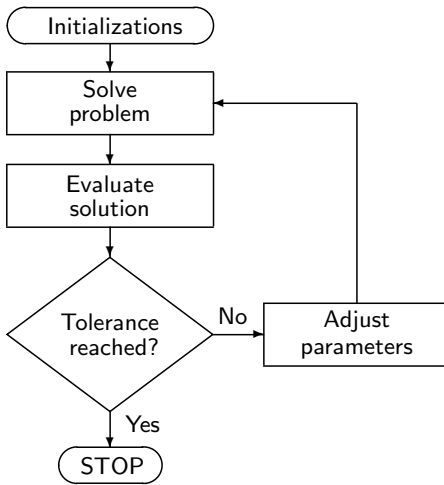 Initializations
Solve
problem
Evaluate
solution
Tolerance
reached?
No
Adjust
parameters
Yes
STOP